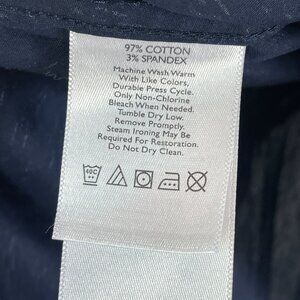 97% COTTON
3% SPANDEX
Machine Wash Warm
With Like Colors,
Durable Press Cycle.
Only Non-Chlorine
Bleach When Needed.
Tumble Dry Low.
Remove Promptly.
Steam Ironing May Be
Required For Restoration.
Do Not Dry Clean.
40C